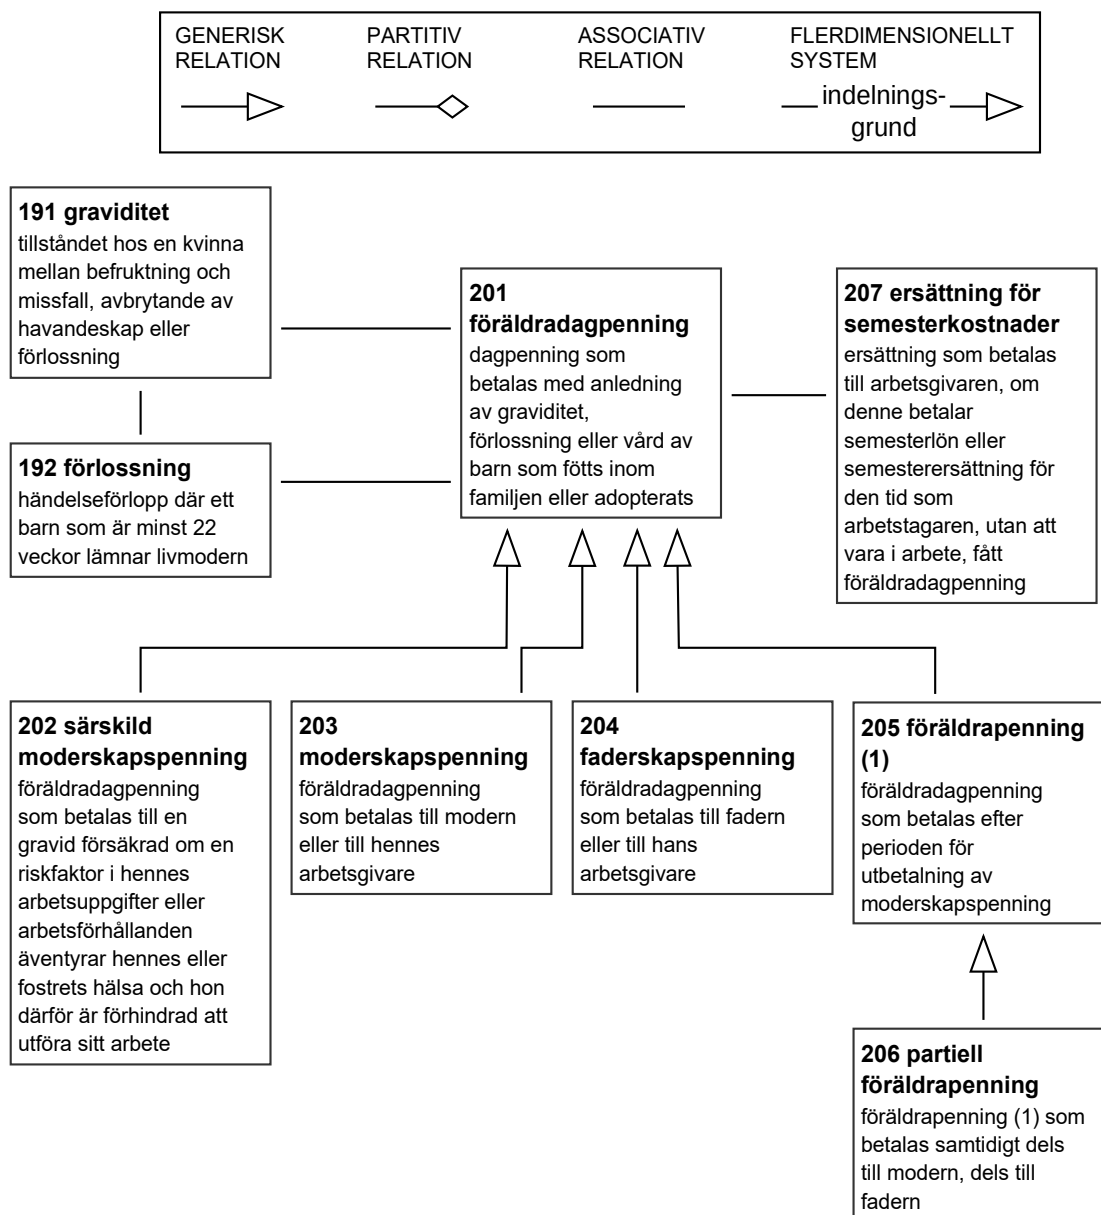 GENERISK
RELATION
PARTITIV
RELATION
ASSOCIATIV
RELATION
FLERDIMENSIONELLT
SYSTEM
indelnings-
grund
191 graviditet
tillståndet hos en kvinna
mellan befruktning och
missfall, avbrytande av
havandeskap eller
förlossning
192 förlossning
händelseförlopp där ett
barn som är minst 22
veckor lämnar livmodern
201
föräldradagpenning
dagpenning som
betalas med anledning
av graviditet,
förlossning eller vård av
barn som fötts inom
familjen eller adopterats
207 ersättning för
semesterkostnader
ersättning som betalas
till arbetsgivaren, om
denne betalar
semesterlön eller
semesterersättning för
den tid som
arbetstagaren, utan att
vara i arbete, fått
föräldradagpenning
202 särskild
moderskapspenning
föräldradagpenning
som betalas till en
gravid försäkrad om en
riskfaktor i hennes
arbetsuppgifter eller
arbetsförhållanden
äventyrar hennes eller
fostrets hälsa och hon
därför är förhindrad att
utföra sitt arbete
203
moderskapspenning
föräldradagpenning
som betalas till modern
eller till hennes
arbetsgivare
204
faderskapspenning
föräldradagpenning
som betalas till fadern
eller till hans
arbetsgivare
205 föräldrapenning
(1)
föräldradagpenning
som betalas efter
perioden för
utbetalning av
moderskapspenning
206 partiell
föräldrapenning
föräldrapenning (1) som
betalas samtidigt dels
till modern, dels till
fadern